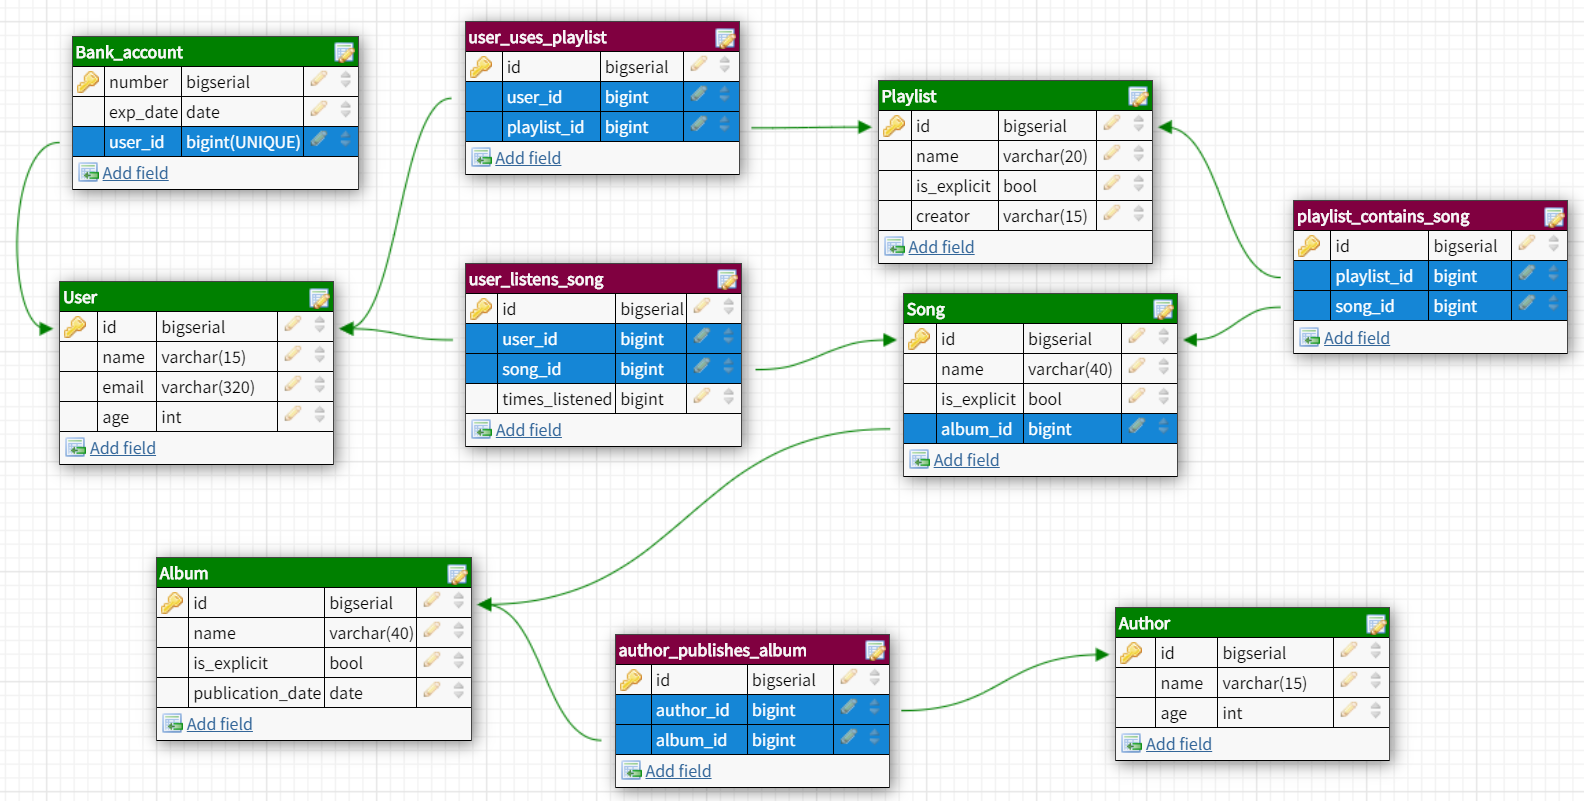 Bank_account
number bigserial
exp_date date
user_id bigint(UNIQUE)
Add field
user_uses_playlist
id bigserial
user_id bigint
playlist_id bigint
Add field
Playlist
id bigserial
name varchar(20)
is_explicit bool
creator varchar(15)
Add field
playlist_contains_song
id bigserial
playlist_id bigint
song_id bigint
Add field
User
id bigserial
name varchar(15)
email varchar(320)
age int
Add field
user_listens_song
id bigserial
user_id bigint
song_id bigint
times_listened bigint
Add field
Song
id bigserial
name varchar(40)
is_explicit bool
album_id bigint
Add field
Album
id bigserial
name varchar(40)
is_explicit bool
publication_date date
Add field
author_publishes_album
id bigserial
author_id bigint
album_id bigint
Add field
Author
id bigserial
name varchar(15)
age int
Add field